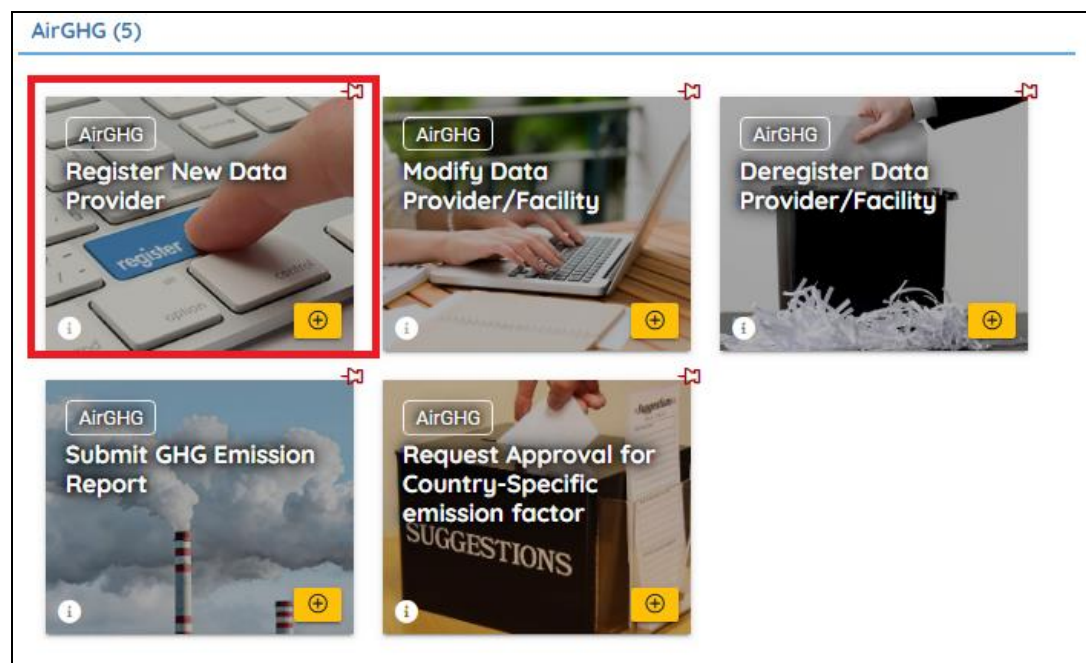 AirGHG (5)
AirGHG
Register New Data
Provider
register
control
option
AirGHG
Modify Data
Provider/Facility
AirGHG
Deregister Data
Provider/Facility
AirGHG
Submit GHG Emission
Report
AirGHG
Request Approval for
Country-Specific
emission factor
SUGGESTIONS